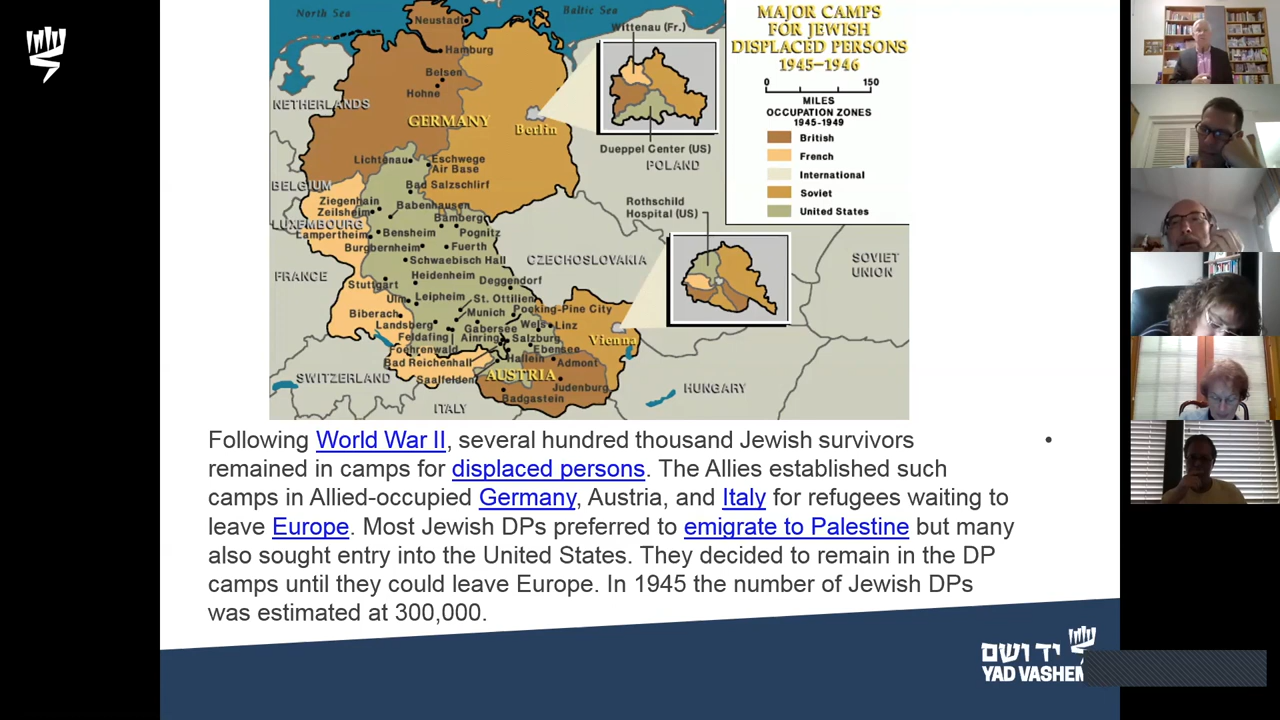 North Sea
Baltic Sea
Neustadt
Wittenau (Fr.)
MAJOR CAMPS
FOR JEWISH
DISPLACED PERSONS
1945–1946
0 150
MILES
OCCUPATION ZONES
1945-1949
British
French
International
Soviet
United States
Hamburg
Belsen
Hohne
NETHERLANDS
GERMANY
Berlin
Dueppel Center (US)
POLAND
Lichtenau
Eschwege
Air Base
BELGIUM
Bad Salzschlirf
Ziegenhain
Babenhausen
Zeilsheim
Rothschild
Hospital (US)
LUXEMBOURG
Bamberg
Lampertheim
Bensheim
Pognitz
Burgbernheim
Fuerth
Schwaebisch Hall
CZECHOSLOVAKIA
SOVIET
UNION
FRANCE
Heidenheim
Deggendorf
Stuttgart
Ulm
Leipheim
St. Ottilien
Pocking-Pine City
Biberach
Munich
Landsberg
Gabersee
Wels
Linz
Feldafing
Ainring
Salzburg
Vienna
Foehrenwald
Ebensee
Bad Reichenhall
Hallein
Admont
SWITZERLAND
Saalfelden
AUSTRIA
Judenburg
HUNGARY
Badgastein
ITALY
Following World War II, several hundred thousand Jewish survivors
remained in camps for displaced persons. The Allies established such
camps in Allied-occupied Germany, Austria, and Italy for refugees waiting to
leave Europe. Most Jewish DPs preferred to emigrate to Palestine but many
also sought entry into the United States. They decided to remain in the DP
camps until they could leave Europe. In 1945 the number of Jewish DPs
was estimated at 300,000.
•
יד ושם
YAD VASHEM